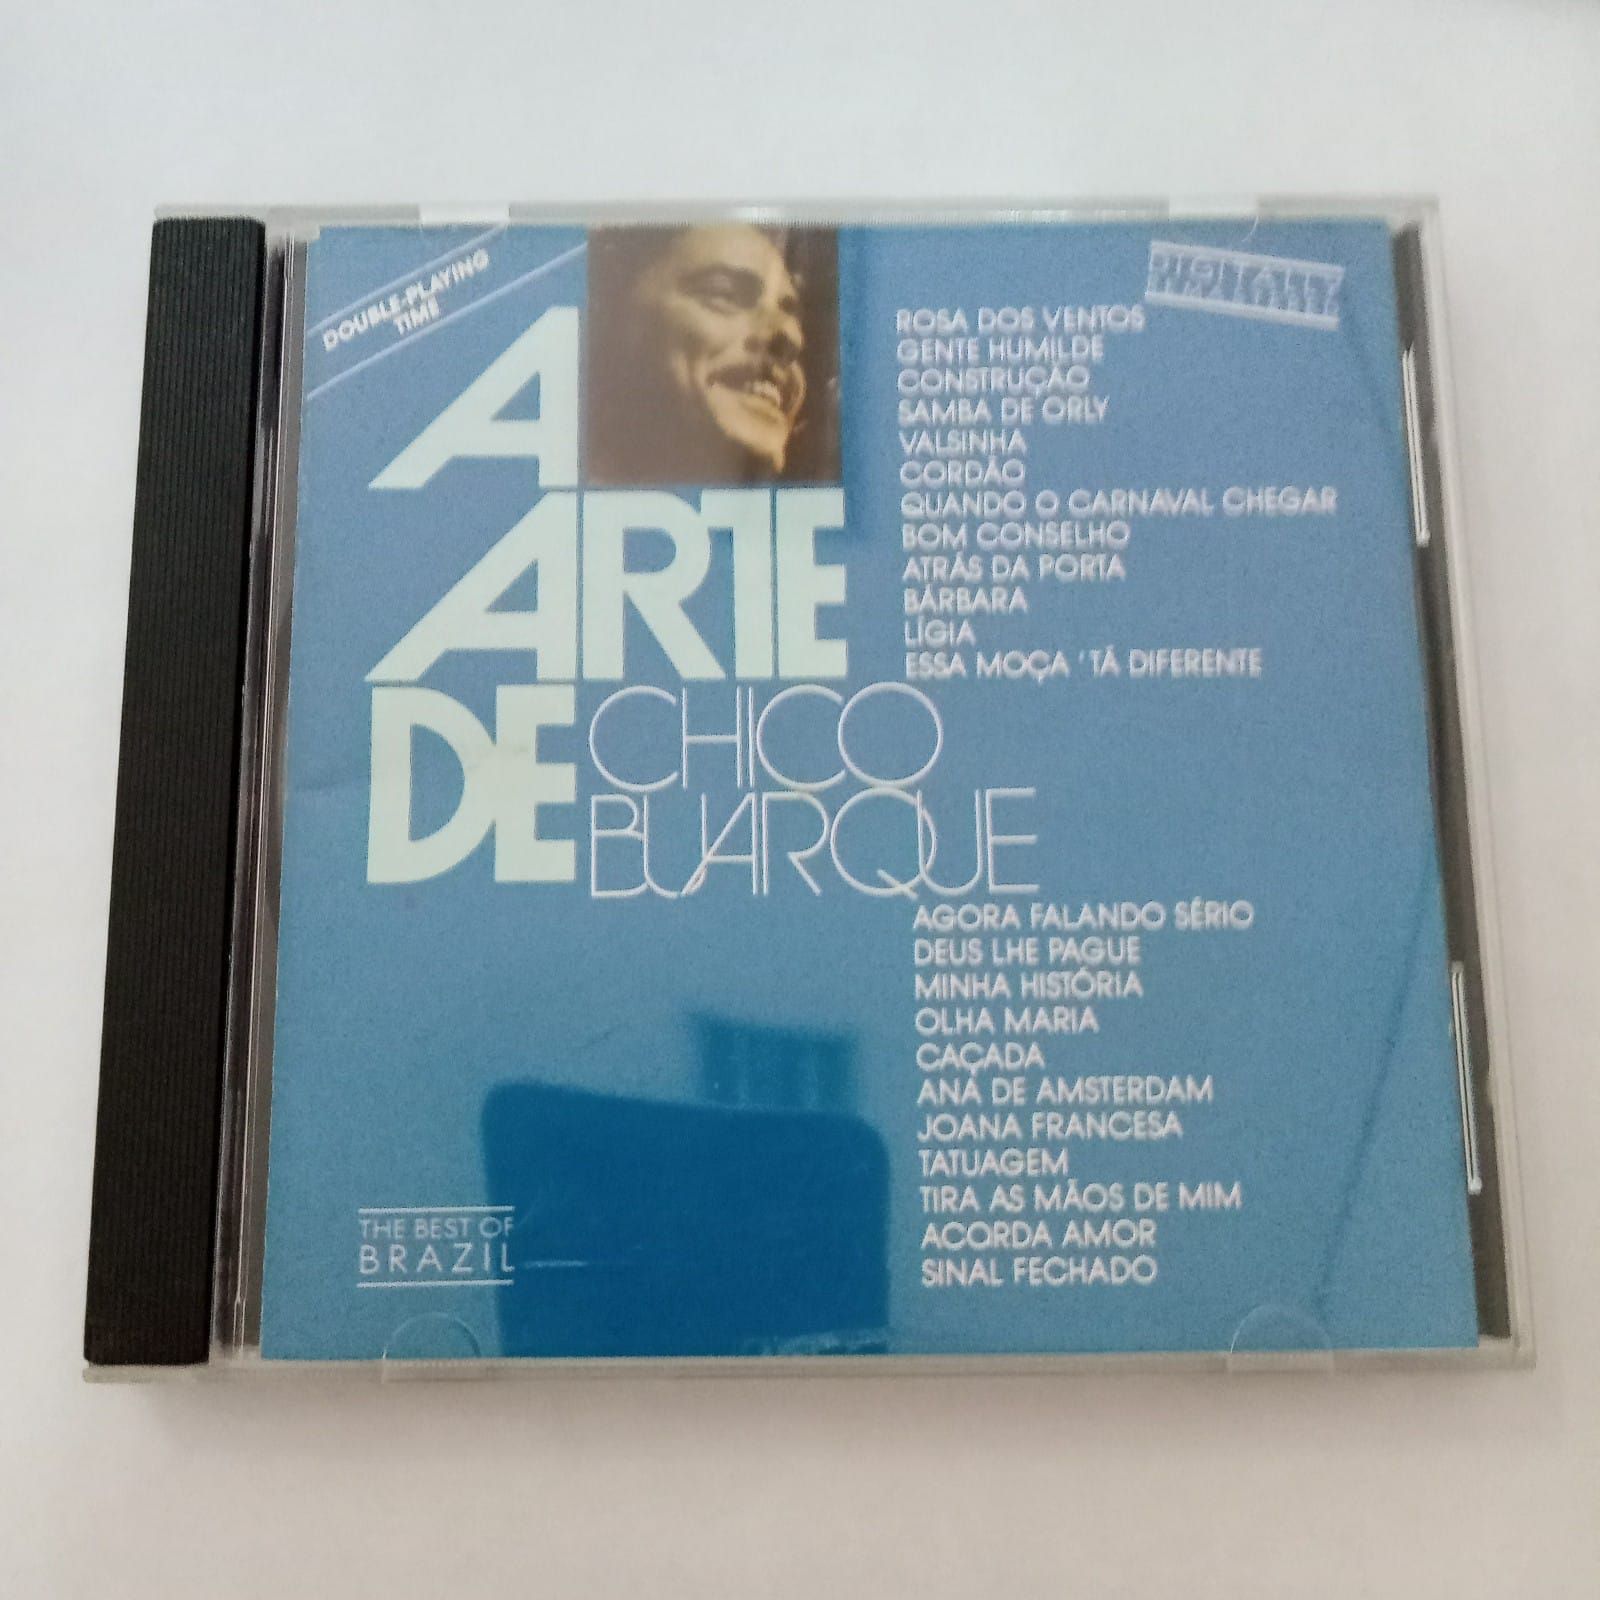 DOUBLE-PLAYING
TIME
A
ARTE
DE
CHICO
BUARQUE
ROSA DOS VENTOS
GENTE HUMILDE
CONSTRUÇÃO
SAMBA DE ORLY
VALSINHA
CORDÃO
QUANDO O CARNAVAL CHEGAR
BOM CONSELHO
ATRÁS DA PORTA
BÁRBARA
LÍGIA
ESSA MOÇA 'TÁ DIFERENTE
AGORA FALANDO SÉRIO
DEUS LHE PAGUE
MINHA HISTÓRIA
OLHA MARIA
CAÇADA
ANA DE AMSTERDAM
JOANA FRANCESA
TATUAGEM
TIRA AS MÃOS DE MIM
ACORDA AMOR
SINAL FECHADO
THE BEST OF
BRAZIL